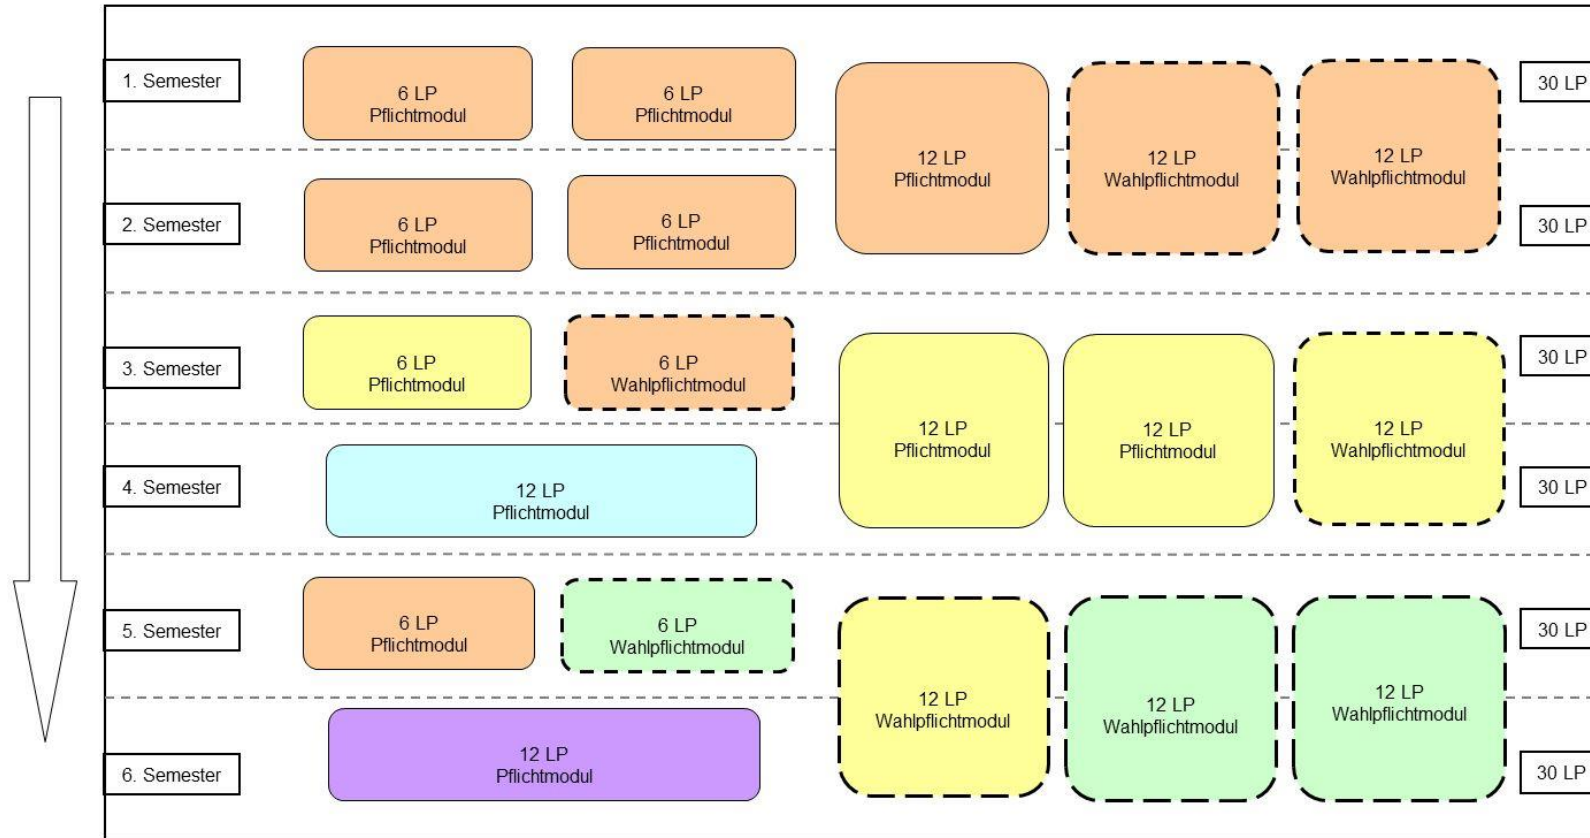 1. Semester
6 LP
Pflichtmodul
6 LP
Pflichtmodul
12 LP
Pflichtmodul
12 LP
Wahlpflichtmodul
12 LP
Wahlpflichtmodul
30 LP
2. Semester
6 LP
Pflichtmodul
6 LP
Pflichtmodul
30 LP
3. Semester
6 LP
Pflichtmodul
6 LP
Wahlpflichtmodul
12 LP
Pflichtmodul
12 LP
Pflichtmodul
12 LP
Wahlpflichtmodul
30 LP
4. Semester
12 LP
Pflichtmodul
30 LP
5. Semester
6 LP
Pflichtmodul
6 LP
Wahlpflichtmodul
12 LP
Wahlpflichtmodul
12 LP
Wahlpflichtmodul
12 LP
Wahlpflichtmodul
30 LP
6. Semester
12 LP
Pflichtmodul
30 LP